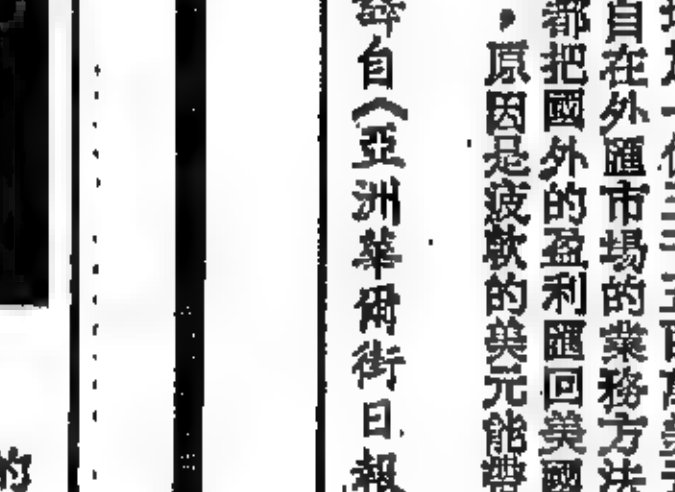 自在外匯市場的業務方法
都把國外的盈利匯回美國
，原因是疲軟的美元能帶
譯自《亞洲華爾街日報
的